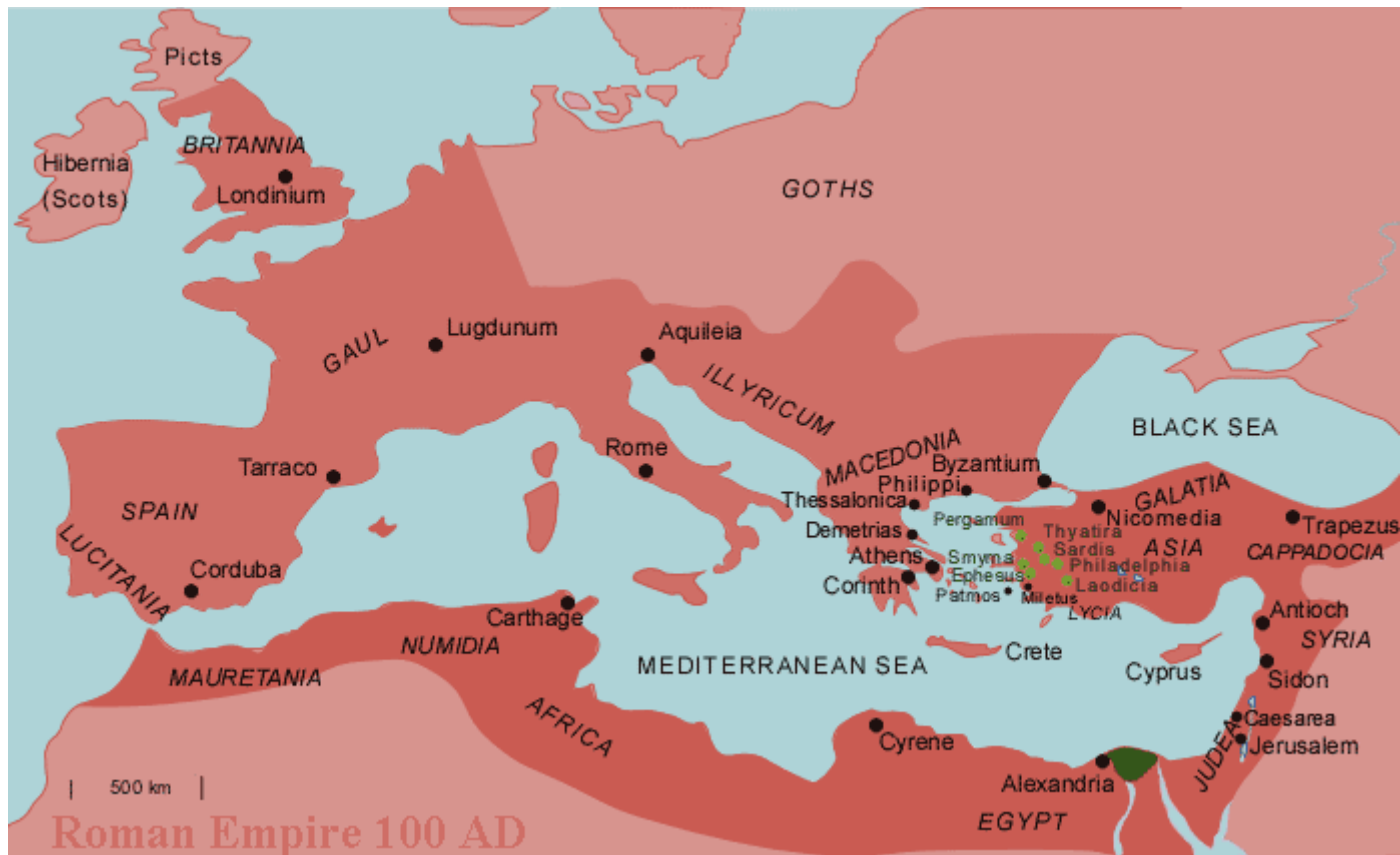 Picts
Hibernia
(Scots)
BRITANNIA
Londinium
GOTHS
GAUL
Lugdunum
Aquileia
ILLYRICUM
BLACK SEA
Tarraco
Rome
MACEDONIA
Byzantium
Philippi
Thessalonica
GALATIA
Nicomedia
Trapezus
SPAIN
LUCITANIA
Corduba
Demetrias
Pergamum
Thyatira
Sardis
ASIA
CAPPADOCIA
Athens
Smyrna
Philadelphia
Ephesus
Laodicia
Corinth
Patmos
Miletus
LYCIA
Carthage
NUMIDIA
MAURETANIA
Antioch
SYRIA
MEDITERRANEAN SEA
Crete
Cyprus
Sidon
AFRICA
Cyrene
Caesarea
JUDEA
Jerusalem
Alexandria
EGYPT
500 km
Roman Empire 100 AD